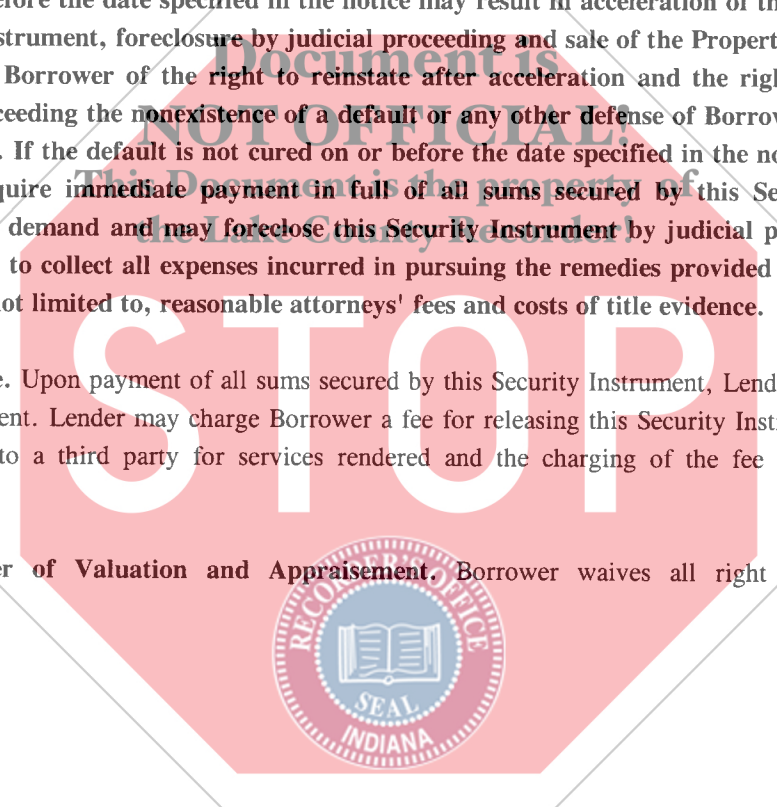 fore the date specified in the notice may result in acceleration of th
strument, foreclosure by judicial proceeding and sale of the Propert
Borrower of the right to reinstate after acceleration and the righ
ceeding the nonexistence of a default or any other defense of Borrow
. If the default is not cured on or before the date specified in the no
quire immediate payment in full of all sums secured by this Se
demand and may foreclose this Security Instrument by judicial p
to collect all expenses incurred in pursuing the remedies provided
ot limited to, reasonable attorneys' fees and costs of title evidence.
e. Upon payment of all sums secured by this Security Instrument, Lend
ent. Lender may charge Borrower a fee for releasing this Security Inst
to a third party for services rendered and the charging of the fee
er of Valuation and Appraisement. Borrower waives all right
Document is
NOT OFFICIAL!
This Document is the property of
the Lake County Recorder!
STOP
RECORDER'S OFFICE
SEAL
INDIANA